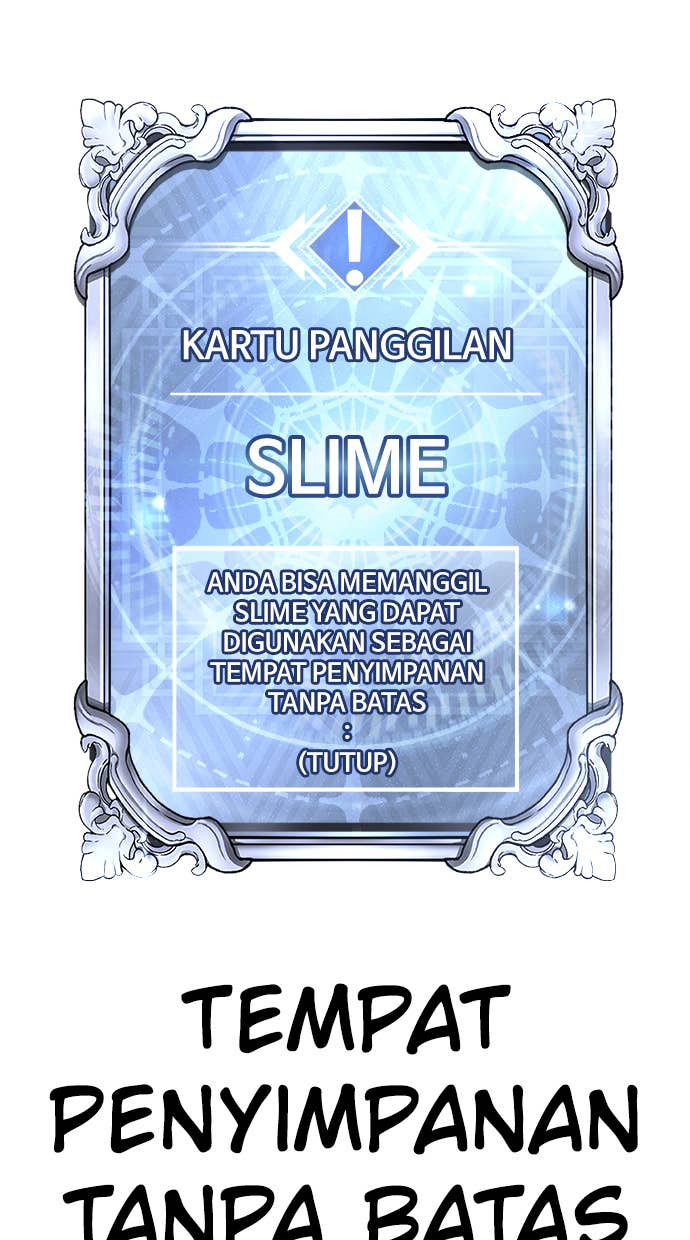 !
KARTU PANGGILAN
SLIME
ANDA BISA MEMANGGIL
SLIME YANG DAPAT
DIGUNAKAN SEBAGAI
TEMPAT PENYIMPANAN
TANPA BATAS
:
(TUTUP)
TEMPAT
PENYIMPANAN
TANPA BATAS